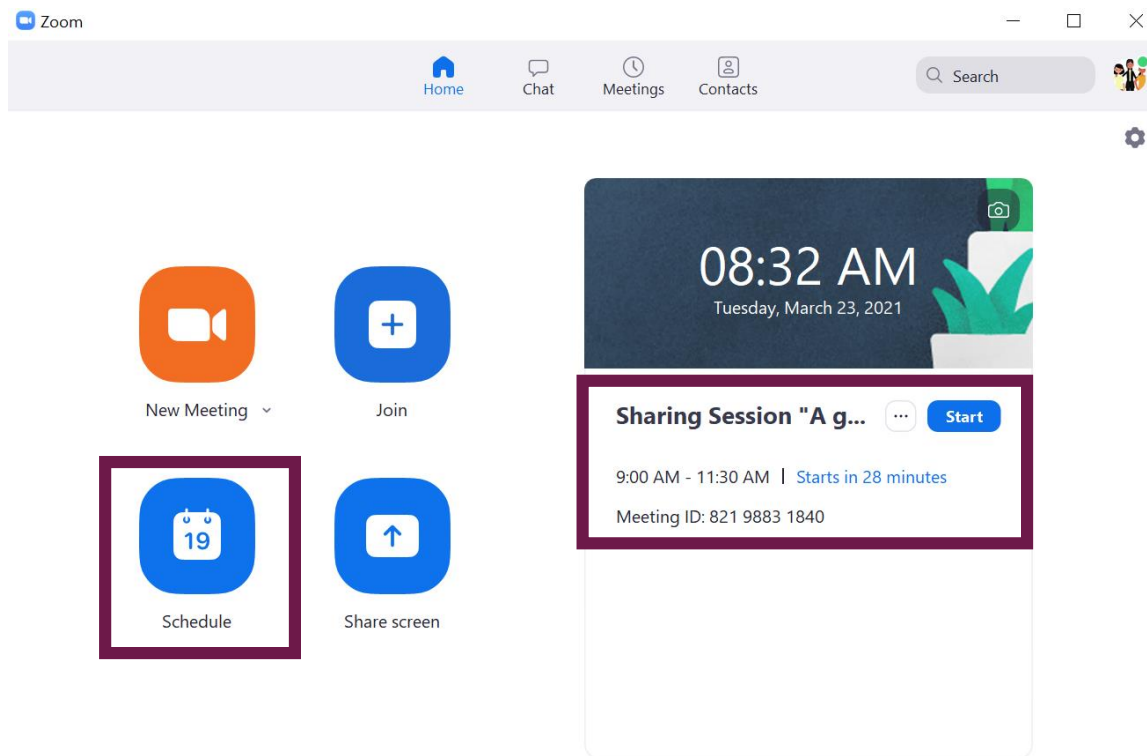 Zoom
Home Chat Meetings Contacts
Search
08:32 AM
Tuesday, March 23, 2021
New Meeting
Join
Sharing Session "A g... ... Start
9:00 AM - 11:30 AM | Starts in 28 minutes
Meeting ID: 821 9883 1840
19
Schedule
Share screen